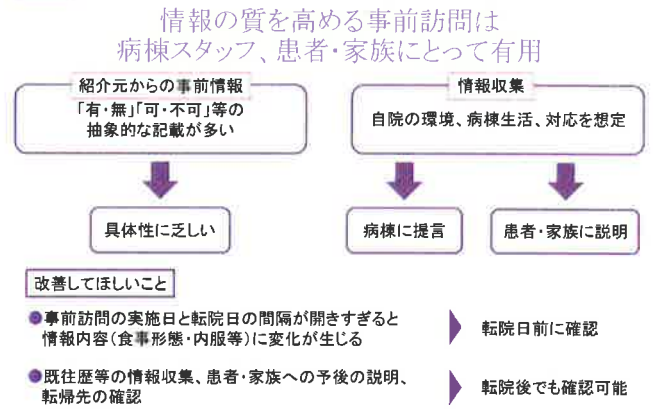 情報の質を高める事前訪問は
病棟スタッフ、患者・家族にとって有用
紹介元からの事前情報
「有・無」「可・不可」等の
抽象的な記載が多い
具体性に乏しい
情報収集
自院の環境、病棟生活、対応を想定
病棟に提言
患者・家族に説明
改善してほしいこと
●事前訪問の実施日と転院日の間隔が開きすぎると
情報内容(食事形態・内服等)に変化が生じる
転院日前に確認
●既往歴等の情報収集、患者・家族への予後の説明、
転帰先の確認
転院後でも確認可能